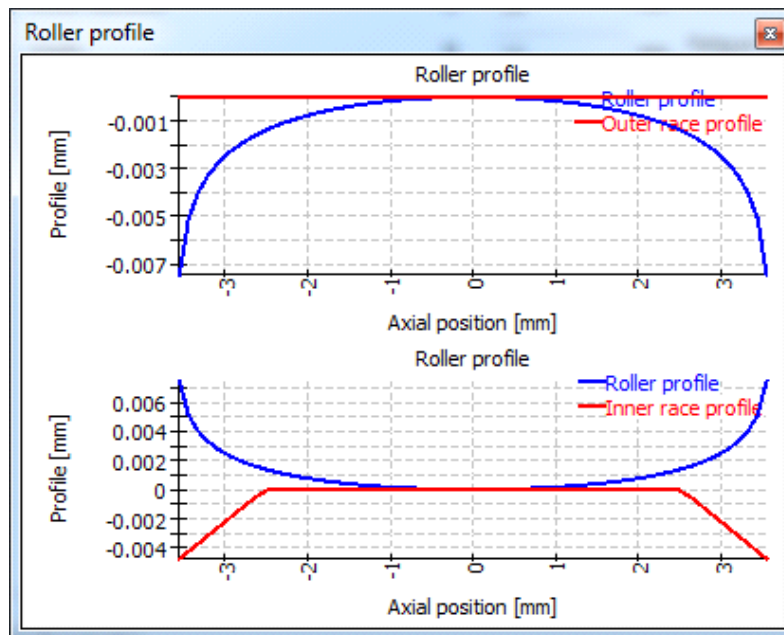 Roller profile
Roller profile
Roller profile
Outer race profile
Profile [mm]
-0.001
-0.003
-0.005
-0.007
-3
-2
-1
0
1
2
3
Axial position [mm]
Roller profile
Roller profile
Inner race profile
Profile [mm]
0.006
0.004
0.002
0
-0.002
-0.004
-3
-2
-1
0
1
2
3
Axial position [mm]